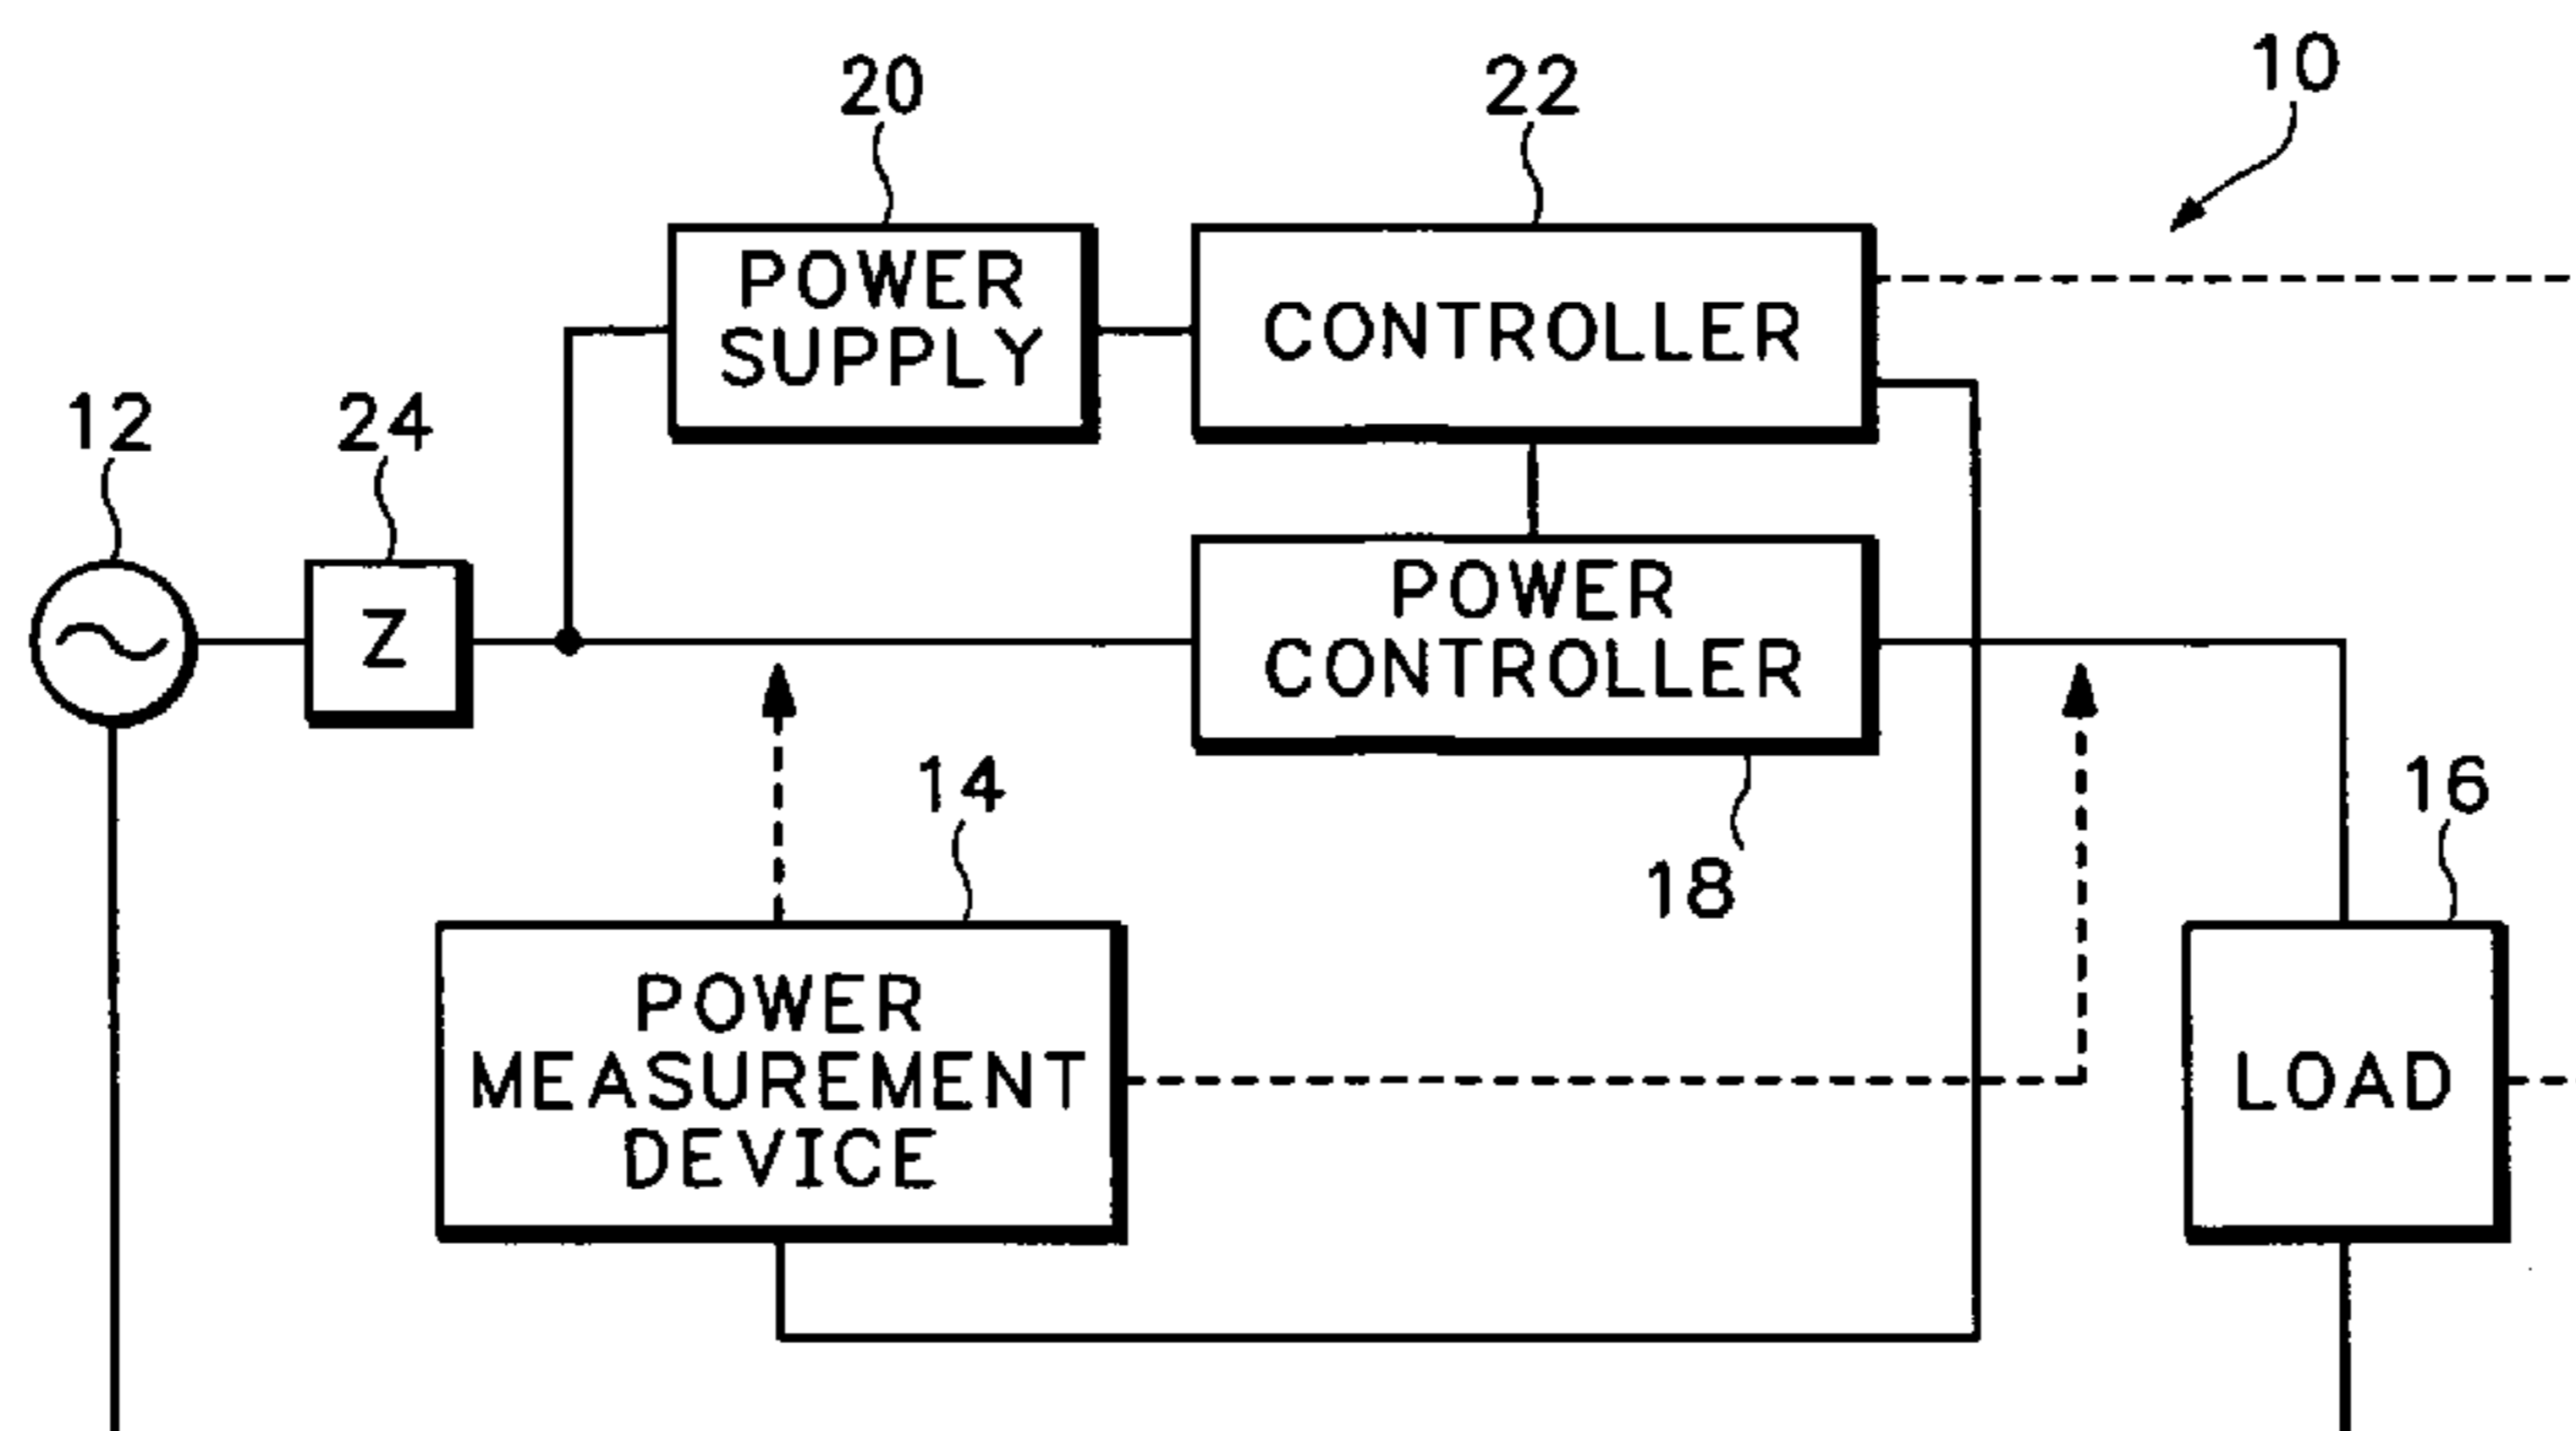 10
20
22
POWER
SUPPLY
CONTROLLER
12
24
Z
POWER
CONTROLLER
14
18
16
POWER
MEASUREMENT
DEVICE
LOAD